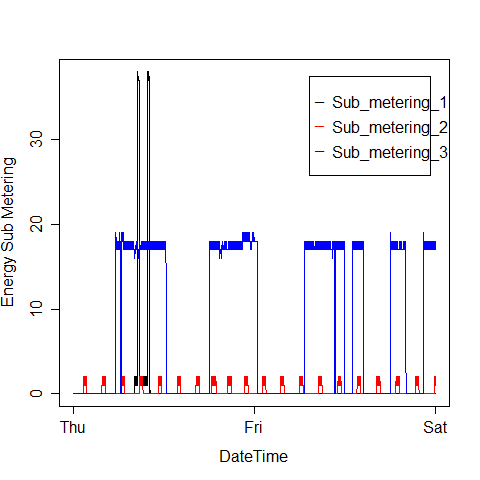 Sub_metering_1
Sub_metering_2
Sub_metering_3
Energy Sub Metering
30
20
10
0
Thu
Fri
Sat
DateTime